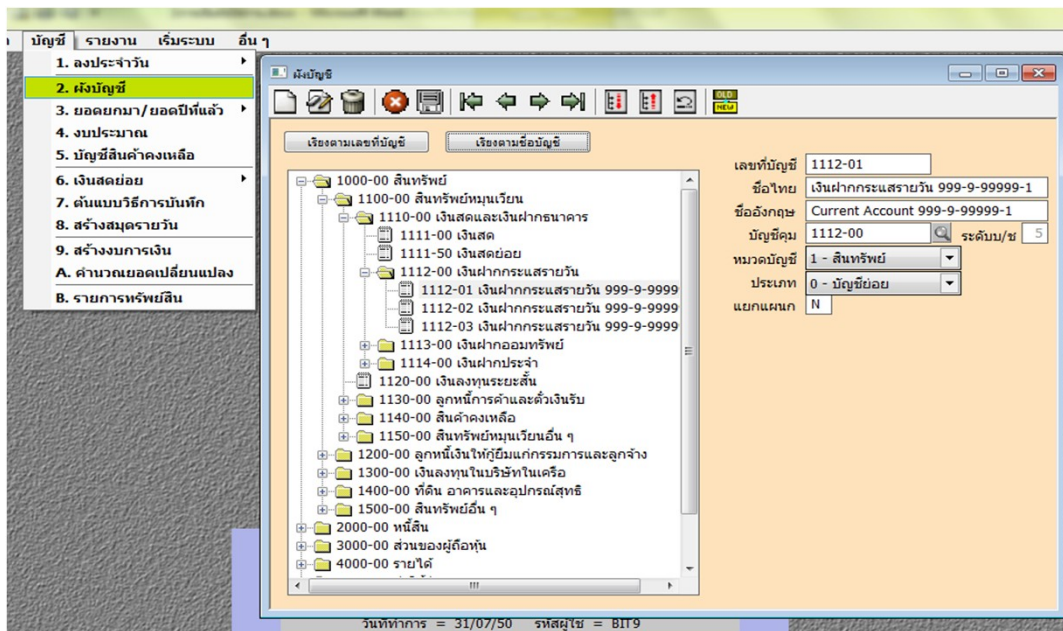 บัญชี รายงาน เริ่มระบบ อื่น ๆ
1. ลงประจำวัน
2. ผังบัญชี
3. ยอดยกมา/ยอดปีที่แล้ว
4. งบประมาณ
5. บัญชีสินค้าคงเหลือ
6. เงินสดย่อย
7. ต้นแบบวิธีการบันทึก
8. สร้างสมุดรายวัน
9. สร้างงบการเงิน
A. คำนวณยอดเปลี่ยนแปลง
B. รายการทรัพย์สิน
ผังบัญชี
OLD
NEW
เรียงตามเลขที่บัญชี เรียงตามชื่อบัญชี
1000-00 สินทรัพย์
1100-00 สินทรัพย์หมุนเวียน
1110-00 เงินสดและเงินฝากธนาคาร
1111-00 เงินสด
1111-50 เงินสดย่อย
1112-00 เงินฝากกระแสรายวัน
1112-01 เงินฝากกระแสรายวัน 999-9-9999
1112-02 เงินฝากกระแสรายวัน 999-9-9999
1112-03 เงินฝากกระแสรายวัน 999-9-9999
1113-00 เงินฝากออมทรัพย์
1114-00 เงินฝากประจำ
1120-00 เงินลงทุนระยะสั้น
1130-00 ลูกหนี้การค้าและตั๋วเงินรับ
1140-00 สินค้าคงเหลือ
1150-00 สินทรัพย์หมุนเวียนอื่น ๆ
1200-00 ลูกหนี้เงินให้กู้ยืมแก่กรรมการและลูกจ้าง
1300-00 เงินลงทุนในบริษัทในเครือ
1400-00 ที่ดิน อาคารและอุปกรณ์สุทธิ
1500-00 สินทรัพย์อื่น ๆ
2000-00 หนี้สิน
3000-00 ส่วนของผู้ถือหุ้น
4000-00 รายได้
เลขที่บัญชี 1112-01
ชื่อไทย เงินฝากกระแสรายวัน 999-9-99999-1
ชื่ออังกฤษ Current Account 999-9-99999-1
บัญชีคุม 1112-00 ระดับบ/ช 5
หมวดบัญชี 1 - สินทรัพย์
ประเภท 0 - บัญชีย่อย
แยกแผนก N
วันที่ทำการ = 31/07/50 รหัสผู้ใช้ = BIT9